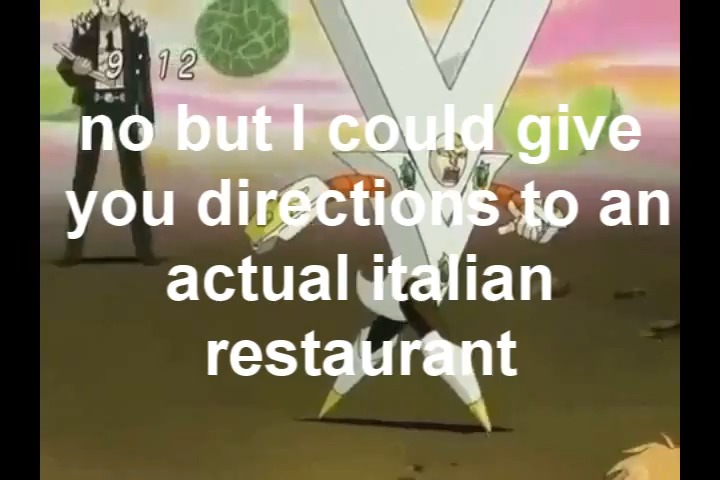 9:12
no but I could give
you directions to an
actual italian
restaurant